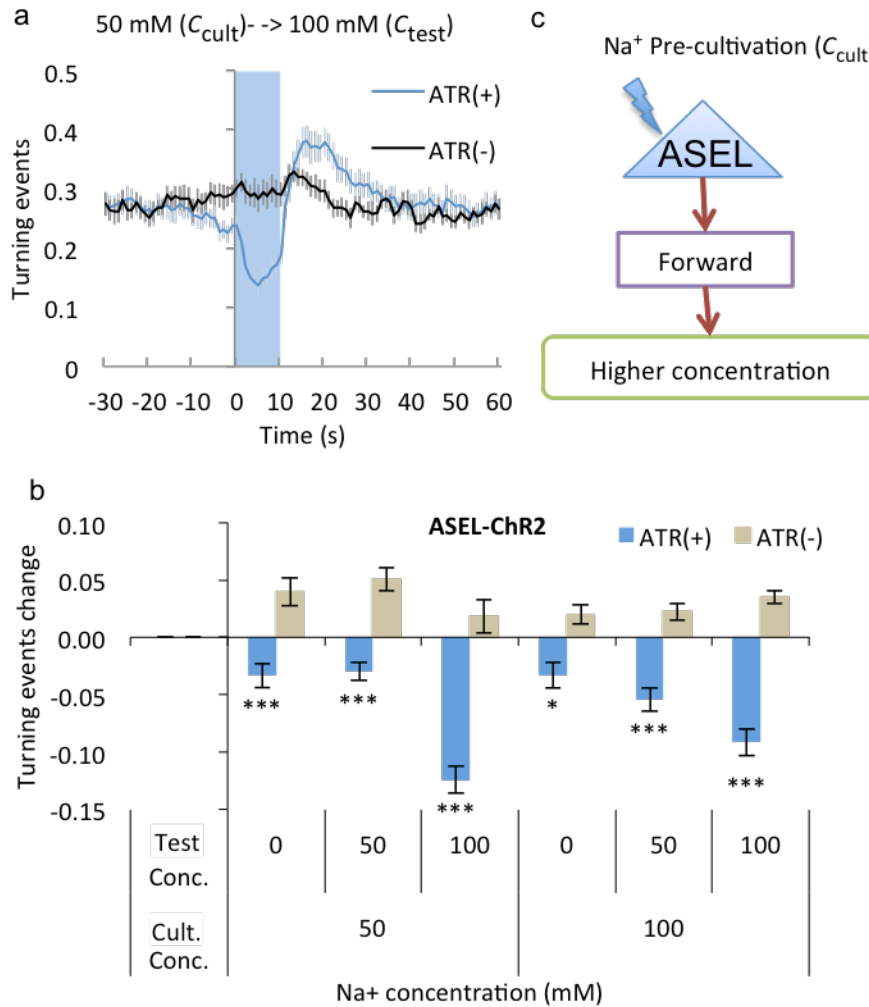 a
50 mM (Ccult)- -> 100 mM (Ctest)
0.5
0.4
0.3
0.2
0.1
0
Turning events
ATR(+)
ATR(-)
-30 -20 -10 0 10 20 30 40 50 60
Time (s)
c
Na+ Pre-cultivation (Ccult
ASEL
Forward
Higher concentration
b
ASEL-ChR2
ATR(+) ATR(-)
0.10
0.05
0.00
-0.05
-0.10
-0.15
Turning events change
*** *** *** * *** ***
Test Conc.
0 50 100 0 50 100
Cult. Conc.
50 100
Na+ concentration (mM)